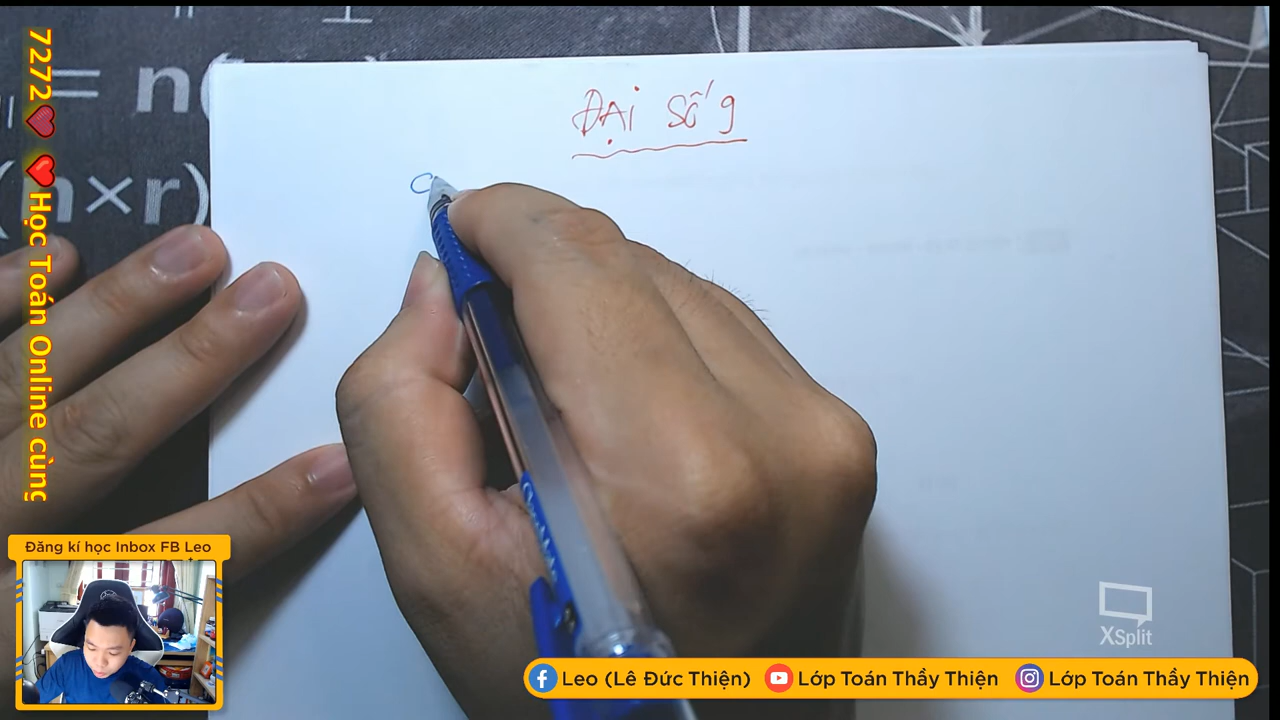 7272❤️ ❤️Học Toán Online cùng
= n(
(n×r)
ĐẠi Số 9
Đăng kí học Inbox FB Leo
XSplit
Leo (Lê Đức Thiện)
Lớp Toán Thầy Thiện
Lớp Toán Thầy Thiện